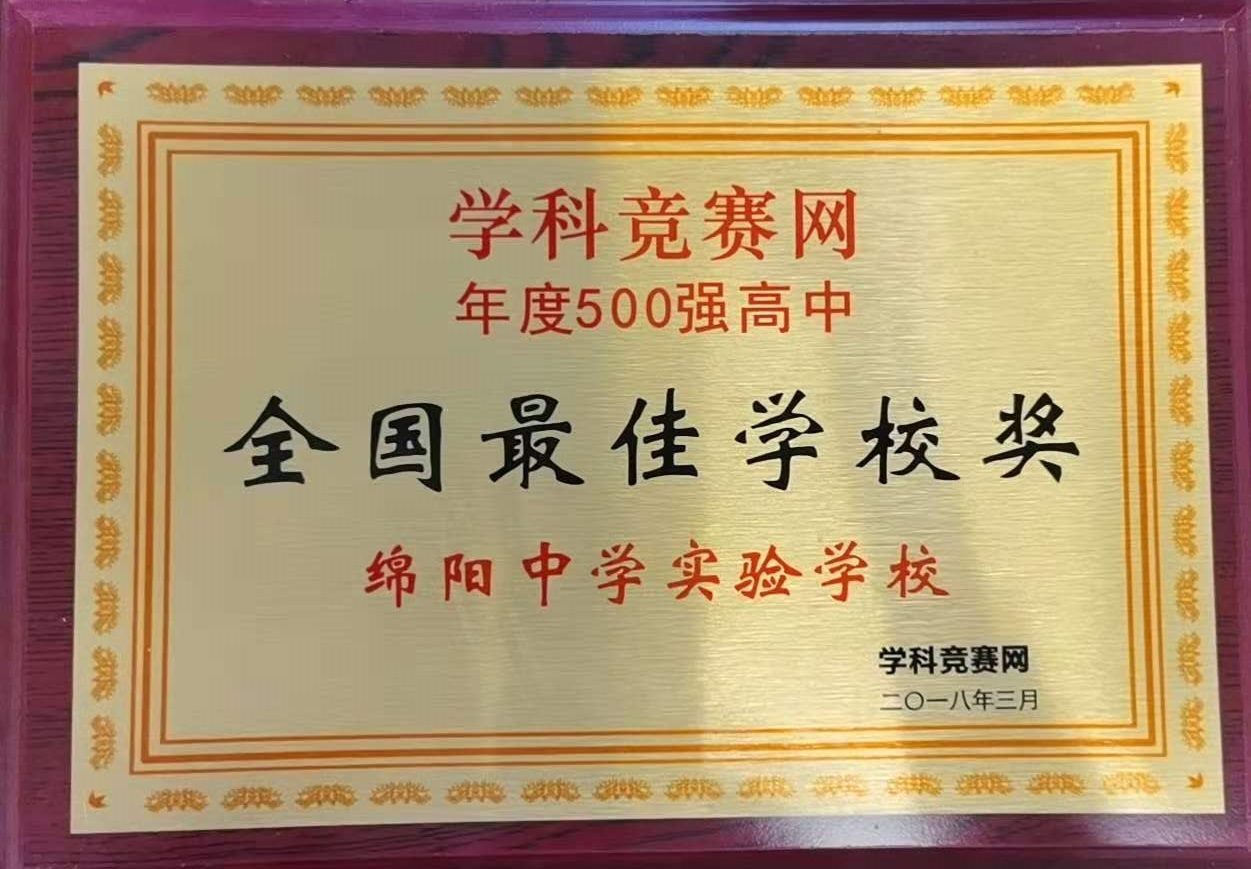 学科竞赛网
年度500强高中
全国最佳学校奖
绵阳中学实验学校
学科竞赛网
二〇一八年三月